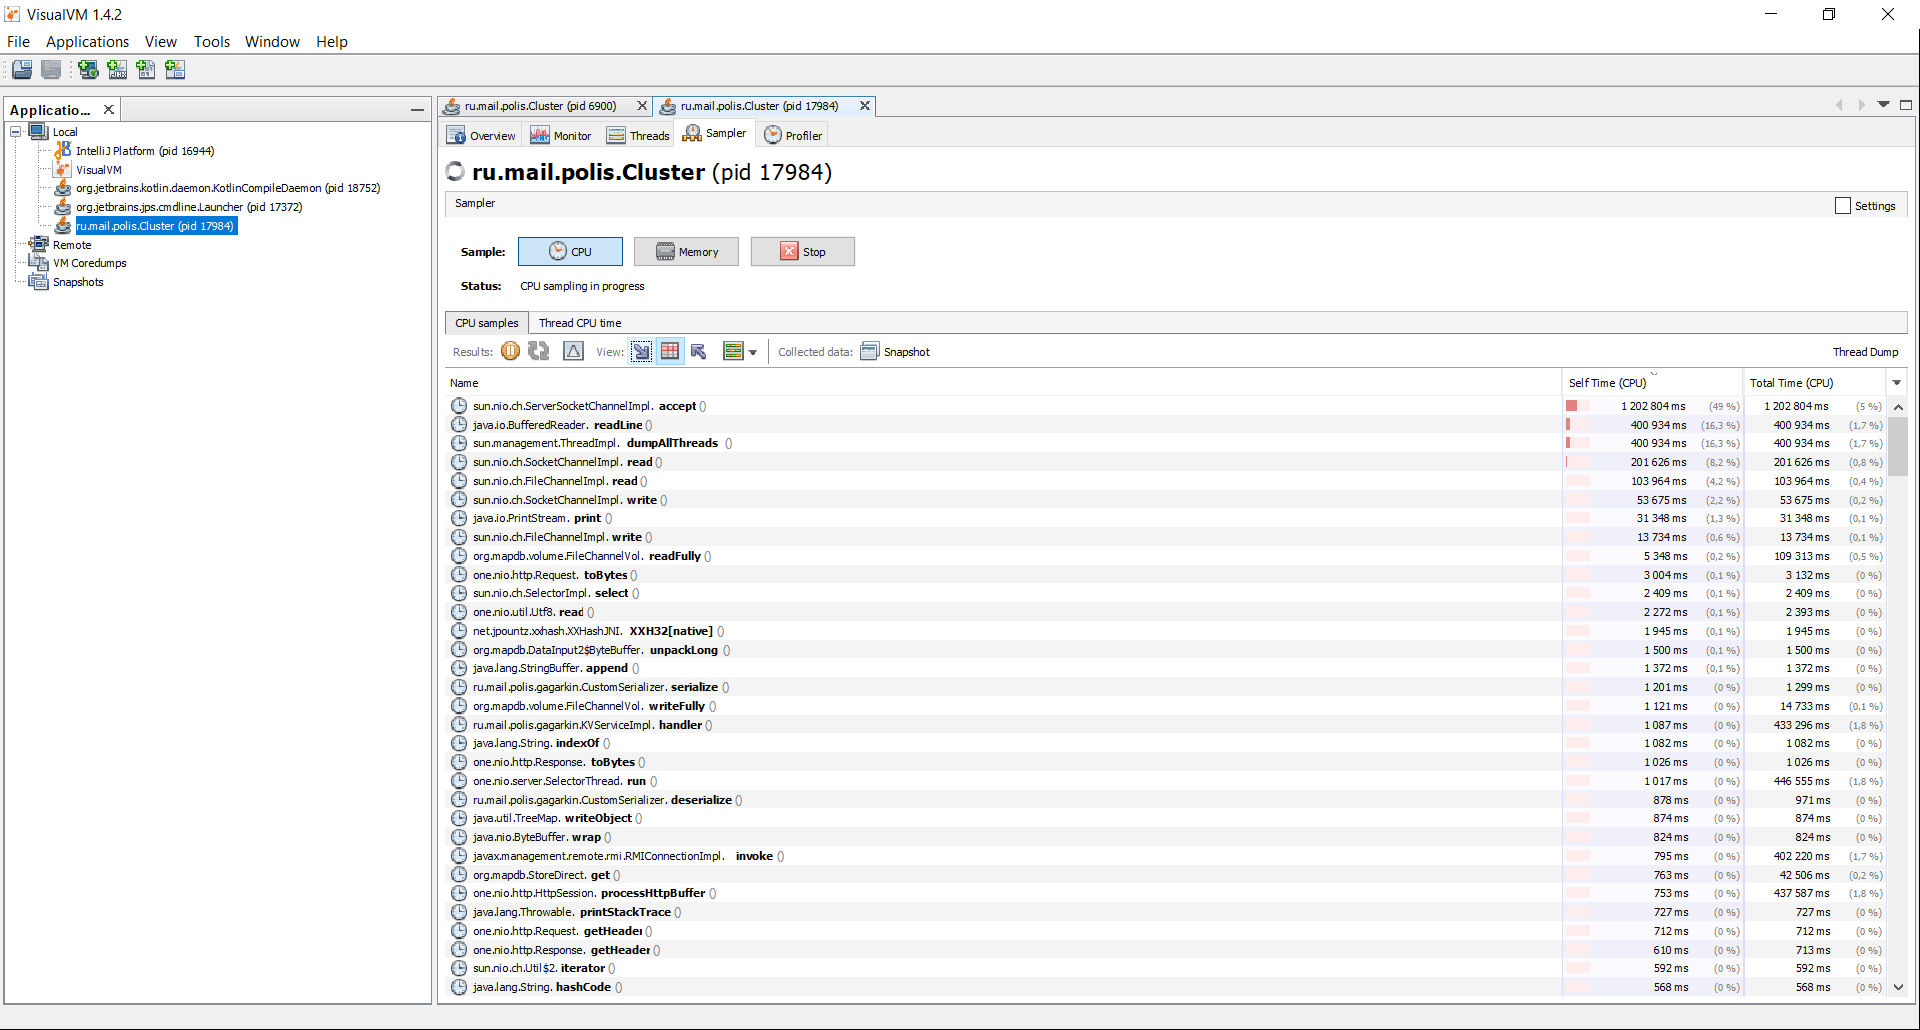 VisualVM 1.4.2
File Applications View Tools Window Help
Applicatio...
Local
IntelliJ Platform (pid 16944)
VisualVM
org.jetbrains.kotlin.daemon.KotlinCompileDaemon (pid 18752)
org.jetbrains.jps.cmdline.Launcher (pid 17372)
ru.mail.polis.Cluster (pid 17984)
Remote
VM Coredumps
Snapshots
ru.mail.polis.Cluster (pid 6900) ru.mail.polis.Cluster (pid 17984)
Overview Monitor Threads Sampler Profiler
ru.mail.polis.Cluster (pid 17984)
Sampler Settings
Sample: CPU Memory Stop
Status: CPU sampling in progress
CPU samples Thread CPU time
Results: View: Collected data: Snapshot Thread Dump
Name Self Time (CPU) Total Time (CPU)
sun.nio.ch.ServerSocketChannelImpl.accept () 1 202 804 ms (49 %) 1 202 804 ms (5 %)
java.io.BufferedReader.readLine () 400 934 ms (16,3 %) 400 934 ms (1,7 %)
sun.management.ThreadImpl.dumpAllThreads () 400 934 ms (16,3 %) 400 934 ms (1,7 %)
sun.nio.ch.SocketChannelImpl.read () 201 626 ms (8,2 %) 201 626 ms (0,8 %)
sun.nio.ch.FileChannelImpl.read () 103 964 ms (4,2 %) 103 964 ms (0,4 %)
sun.nio.ch.SocketChannelImpl.write () 53 675 ms (2,2 %) 53 675 ms (0,2 %)
java.io.PrintStream.print () 31 348 ms (1,3 %) 31 348 ms (0,1 %)
sun.nio.ch.FileChannelImpl.write () 13 734 ms (0,6 %) 13 734 ms (0,1 %)
org.mapdb.volume.FileChannelVol.readFully () 5 348 ms (0,2 %) 109 313 ms (0,5 %)
one.nio.http.Request.toBytes () 3 004 ms (0,1 %) 3 132 ms (0 %)
sun.nio.ch.SelectorImpl.select () 2 409 ms (0,1 %) 2 409 ms (0 %)
one.nio.util.Utf8.read () 2 272 ms (0,1 %) 2 393 ms (0 %)
net.jpountz.xxhash.XXHashJNI.XXH32[native] () 1 945 ms (0,1 %) 1 945 ms (0 %)
org.mapdb.DataInput2$ByteBuffer.unpackLong () 1 500 ms (0,1 %) 1 500 ms (0 %)
java.lang.StringBuffer.append () 1 372 ms (0,1 %) 1 372 ms (0 %)
ru.mail.polis.gagarkin.CustomSerializer.serialize () 1 201 ms (0 %) 1 299 ms (0 %)
org.mapdb.volume.FileChannelVol.writeFully () 1 121 ms (0 %) 14 733 ms (0,1 %)
ru.mail.polis.gagarkin.KVServiceImpl.handler () 1 087 ms (0 %) 433 296 ms (1,8 %)
java.lang.String.indexOf () 1 082 ms (0 %) 1 082 ms (0 %)
one.nio.http.Response.toBytes () 1 026 ms (0 %) 1 026 ms (0 %)
one.nio.server.SelectorThread.run () 1 017 ms (0 %) 446 555 ms (1,8 %)
ru.mail.polis.gagarkin.CustomSerializer.deserialize () 878 ms (0 %) 971 ms (0 %)
java.util.TreeMap.writeObject () 874 ms (0 %) 874 ms (0 %)
java.nio.ByteBuffer.wrap () 824 ms (0 %) 824 ms (0 %)
javax.management.remote.rmi.RMIConnectionImpl.invoke () 795 ms (0 %) 402 220 ms (1,7 %)
org.mapdb.StoreDirect.get () 763 ms (0 %) 42 506 ms (0,2 %)
one.nio.http.HttpSession.processHttpBuffer () 753 ms (0 %) 437 587 ms (1,8 %)
java.lang.Throwable.printStackTrace () 727 ms (0 %) 727 ms (0 %)
one.nio.http.Request.getHeader () 712 ms (0 %) 712 ms (0 %)
one.nio.http.Response.getHeader () 610 ms (0 %) 713 ms (0 %)
sun.nio.ch.Util$2.iterator () 592 ms (0 %) 592 ms (0 %)
java.lang.String.hashCode () 568 ms (0 %) 568 ms (0 %)